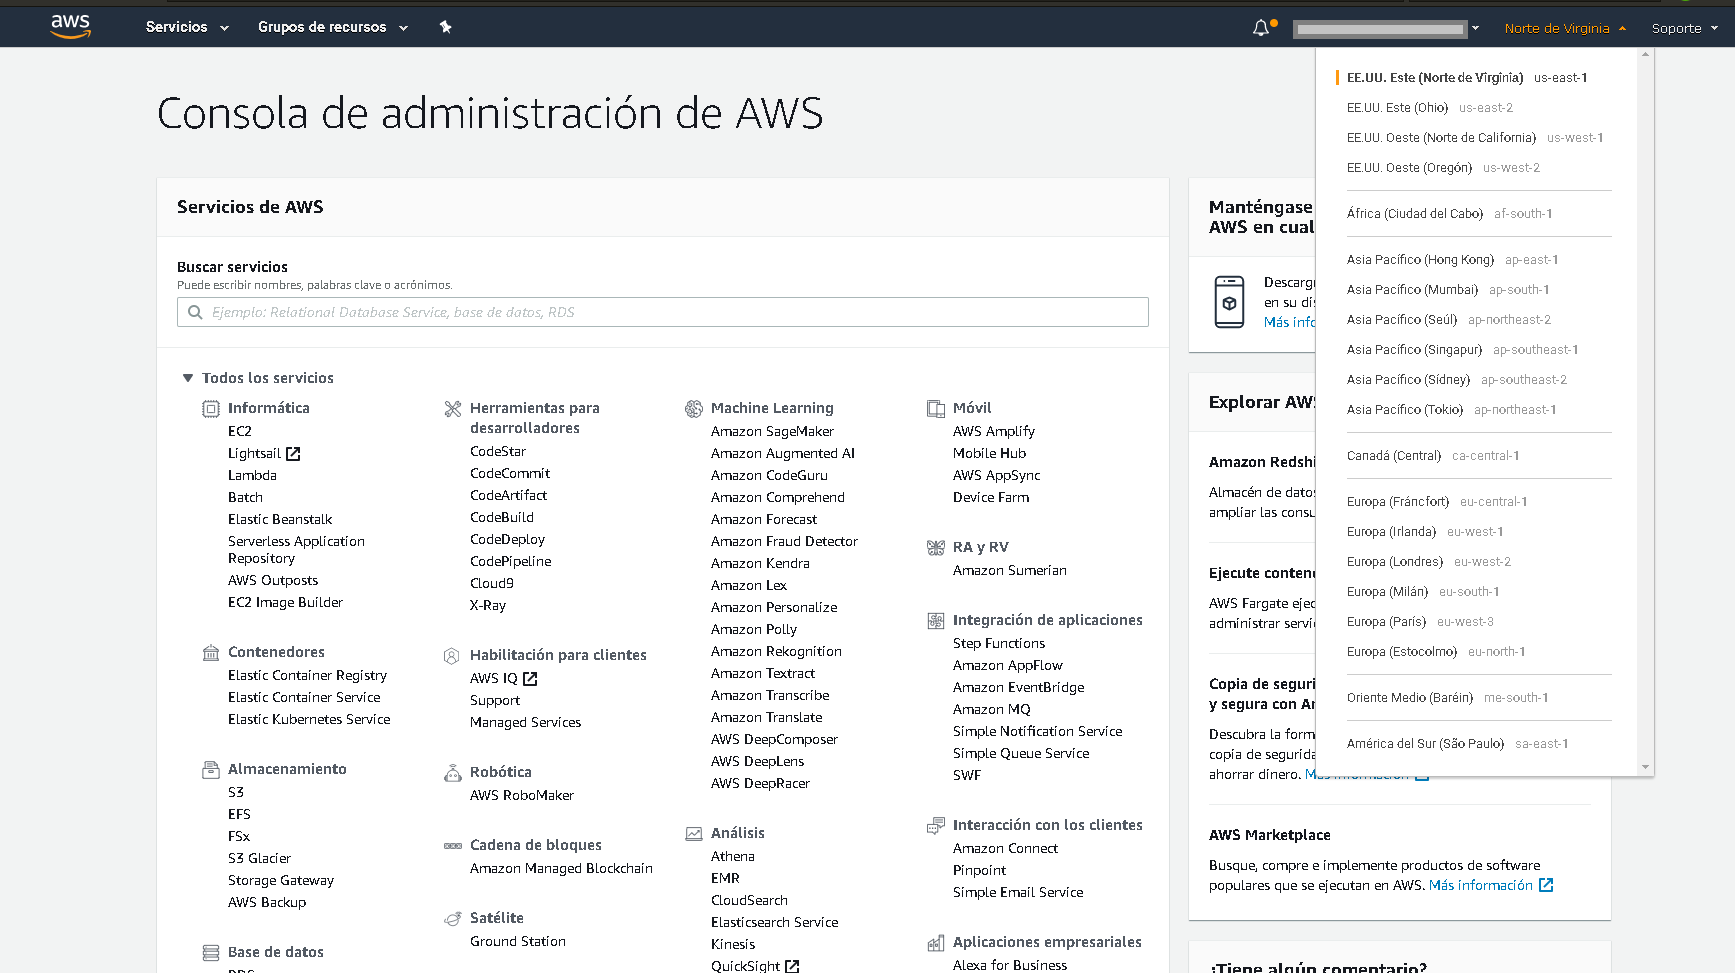 aws
Servicios
Grupos de recursos
Norte de Virginia
Soporte
Consola de administración de AWS
Servicios de AWS
Buscar servicios
Puede escribir nombres, palabras clave o acrónimos.
Ejemplo: Relational Database Service, base de datos, RDS
Todos los servicios
Informática
EC2
Lightsail
Lambda
Batch
Elastic Beanstalk
Serverless Application
Repository
AWS Outposts
EC2 Image Builder
Contenedores
Elastic Container Registry
Elastic Container Service
Elastic Kubernetes Service
Almacenamiento
S3
EFS
FSx
S3 Glacier
Storage Gateway
AWS Backup
Base de datos
RDS
Herramientas para
desarrolladores
CodeStar
CodeCommit
CodeArtifact
CodeBuild
CodeDeploy
CodePipeline
Cloud9
X-Ray
Habilitación para clientes
AWS IQ
Support
Managed Services
Robótica
AWS RoboMaker
Cadena de bloques
Amazon Managed Blockchain
Satélite
Ground Station
Machine Learning
Amazon SageMaker
Amazon Augmented AI
Amazon CodeGuru
Amazon Comprehend
Amazon Forecast
Amazon Fraud Detector
Amazon Kendra
Amazon Lex
Amazon Personalize
Amazon Polly
Amazon Rekognition
Amazon Textract
Amazon Transcribe
Amazon Translate
AWS DeepComposer
AWS DeepLens
AWS DeepRacer
Análisis
Athena
EMR
CloudSearch
Elasticsearch Service
Kinesis
QuickSight
Móvil
AWS Amplify
Mobile Hub
AWS AppSync
Device Farm
RA y RV
Amazon Sumerian
Integración de aplicaciones
Step Functions
Amazon AppFlow
Amazon EventBridge
Amazon MQ
Simple Notification Service
Simple Queue Service
SWF
Interacción con los clientes
Amazon Connect
Pinpoint
Simple Email Service
Aplicaciones empresariales
Alexa for Business
Manténgase
AWS en cual
Descarg
en su dis
Más info
Explorar AWS
Amazon Redshi
Almacén de datos
ampliar las consu
Ejecute conten
AWS Fargate ejec
administrar servi
Copia de seguri
y segura con A
Descubra la form
copia de segurida
ahorrar dinero. Más información
AWS Marketplace
Busque, compre e implemente productos de software
populares que se ejecutan en AWS. Más información
¿Tiene algún comentario?
EE.UU. Este (Norte de Virginia) us-east-1
EE.UU. Este (Ohio) us-east-2
EE.UU. Oeste (Norte de California) us-west-1
EE.UU. Oeste (Oregón) us-west-2
África (Ciudad del Cabo) af-south-1
Asia Pacífico (Hong Kong) ap-east-1
Asia Pacífico (Mumbai) ap-south-1
Asia Pacífico (Seúl) ap-northeast-2
Asia Pacífico (Singapur) ap-southeast-1
Asia Pacífico (Sídney) ap-southeast-2
Asia Pacífico (Tokio) ap-northeast-1
Canadá (Central) ca-central-1
Europa (Fráncfort) eu-central-1
Europa (Irlanda) eu-west-1
Europa (Londres) eu-west-2
Europa (Milán) eu-south-1
Europa (París) eu-west-3
Europa (Estocolmo) eu-north-1
Oriente Medio (Baréin) me-south-1
América del Sur (São Paulo) sa-east-1